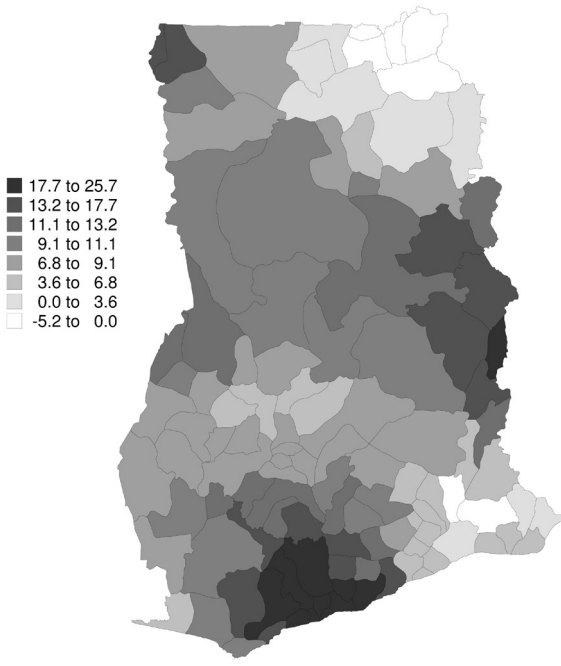 17.7 to 25.7
13.2 to 17.7
11.1 to 13.2
9.1 to 11.1
6.8 to 9.1
3.6 to 6.8
0.0 to 3.6
-5.2 to 0.0